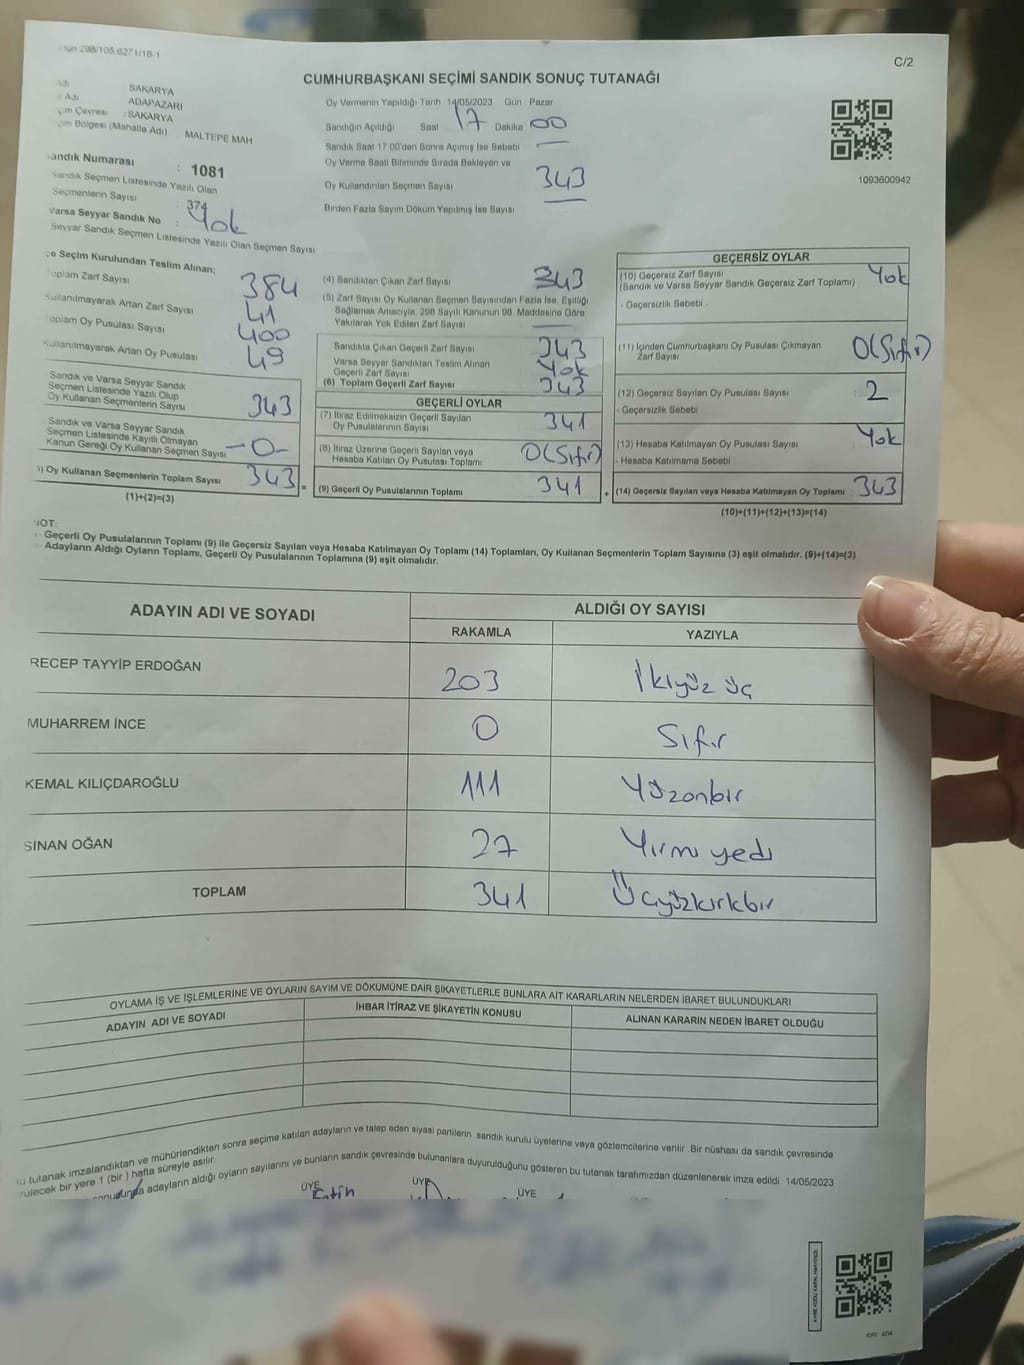 298/105/6271/18-1
C/2
CUMHURBAŞKANI SEÇİMİ SANDIK SONUÇ TUTANAĞI
SAKARYA
Adı ADAPAZARI
Çevresi : SAKARYA
Bölgesi (Mahalle Adı) : MALTEPE MAH
Sandık Numarası : 1081
Sandık Seçmen Listesinde Yazılı Olan
Seçmenlerin Sayısı : 374
Varsa Seyyar Sandık No : Yok
Seyyar Sandık Seçmen Listesinde Yazılı Olan Seçmen Sayısı
Oy Vermenin Yapıldığı Tarih 14/05/2023 Gün : Pazar
Sandığın Açıldığı Saat 17 Dakika 00
Sandık Saat 17.00'den Sonra Açılmış İse Sebebi : —
Oy Verme Saati Bitiminde Sırada Bekleyen ve
Oy Kullandırılan Seçmen Sayısı 343
Birden Fazla Sayım Döküm Yapılmış İse Sayısı —
1093600942
Seçim Kurulundan Teslim Alınan;
Toplam Zarf Sayısı 384
Kullanılmayarak Artan Zarf Sayısı 41
Toplam Oy Pusulası Sayısı 400
Kullanılmayarak Artan Oy Pusulası 49
Sandık ve Varsa Seyyar Sandık
Seçmen Listesinde Yazılı Olup
Oy Kullanan Seçmenlerin Sayısı 343
Sandık ve Varsa Seyyar Sandık
Seçmen Listesinde Kayıtlı Olmayan
Kanun Gereği Oy Kullanan Seçmen Sayısı -0-
Oy Kullanan Seçmenlerin Toplam Sayısı 343
(1)+(2)=(3)
(4) Sandıktan Çıkan Zarf Sayısı 343
(5) Zarf Sayısı Oy Kullanan Seçmen Sayısından Fazla İse, Eşitliği
Sağlamak Amacıyla, 298 Sayılı Kanunun 98. Maddesine Göre
Yakılarak Yok Edilen Zarf Sayısı —
Sandıkta Çıkan Geçerli Zarf Sayısı 343
Varsa Seyyar Sandıktan Teslim Alınan
Geçerli Zarf Sayısı Yok
(6) Toplam Geçerli Zarf Sayısı 343
GEÇERLİ OYLAR
(7) İtiraz Edilmeksizin Geçerli Sayılan
Oy Pusulalarının Sayısı 341
(8) İtiraz Üzerine Geçerli Sayılan veya
Hesaba Katılan Oy Pusulası Toplamı 0(Sıfır)
= (9) Geçerli Oy Pusulalarının Toplamı 341
GEÇERSİZ OYLAR
(10) Geçersiz Zarf Sayısı
(Sandık ve Varsa Seyyar Sandık Geçersiz Zarf Toplamı) Yok
- Geçersizlik Sebebi -
(11) İçinden Cumhurbaşkanı Oy Pusulası Çıkmayan
Zarf Sayısı 0(Sıfır)
(12) Geçersiz Sayılan Oy Pusulası Sayısı : 2
- Geçersizlik Sebebi
(13) Hesaba Katılmayan Oy Pusulası Sayısı : Yok
- Hesaba Katılmama Sebebi
+ (14) Geçersiz Sayılan veya Hesaba Katılmayan Oy Toplamı : 343
(10)+(11)+(12)+(13)=(14)
NOT:
Geçerli Oy Pusulalarının Toplamı (9) ile Geçersiz Sayılan veya Hesaba Katılmayan Oy Toplamı (14) Toplamları, Oy Kullanan Seçmenlerin Toplam Sayısına (3) eşit olmalıdır. (9)+(14)=(3)
Adayların Aldığı Oyların Toplamı, Geçerli Oy Pusulalarının Toplamına (9) eşit olmalıdır.
ADAYIN ADI VE SOYADI
ALDIĞI OY SAYISI
RAKAMLA YAZIYLA
RECEP TAYYİP ERDOĞAN 203 İkiyüz üç
MUHARREM İNCE 0 Sıfır
KEMAL KILIÇDAROĞLU 111 Yüzonbir
SİNAN OĞAN 27 Yirmi yedi
TOPLAM 341 Üçyüzkırkbir
OYLAMA İŞ VE İŞLEMLERİNE VE OYLARIN SAYIM VE DÖKÜMÜNE DAİR ŞİKAYETLERLE BUNLARA AİT KARARLARIN NELERDEN İBARET BULUNDUKLARI
ADAYIN ADI VE SOYADI İHBAR İTİRAZ VE ŞİKAYETİN KONUSU ALINAN KARARIN NEDEN İBARET OLDUĞU
tutanak imzalandıktan ve mühürlendikten sonra seçime katılan adayların ve talep eden siyasi partilerin sandık kurulu üyelerine veya gözlemcilerine verilir. Bir nüshası da sandık çevresinde
bir yere 1 (bir) hafta süreyle asılır.
adayların aldığı oyların sayılarını ve bunların sandık çevresinde bulunanlara duyurulduğunu gösteren bu tutanak tarafımızdan düzenlenerek imza edildi 14/05/2023
ÜYE ÜYE ÜYE